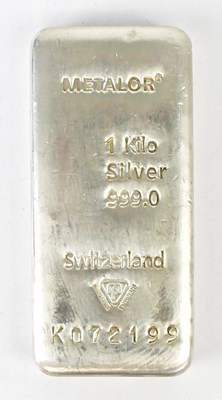 METALOR®
1 Kilo
Silver
999.0
Switzerland
K072199